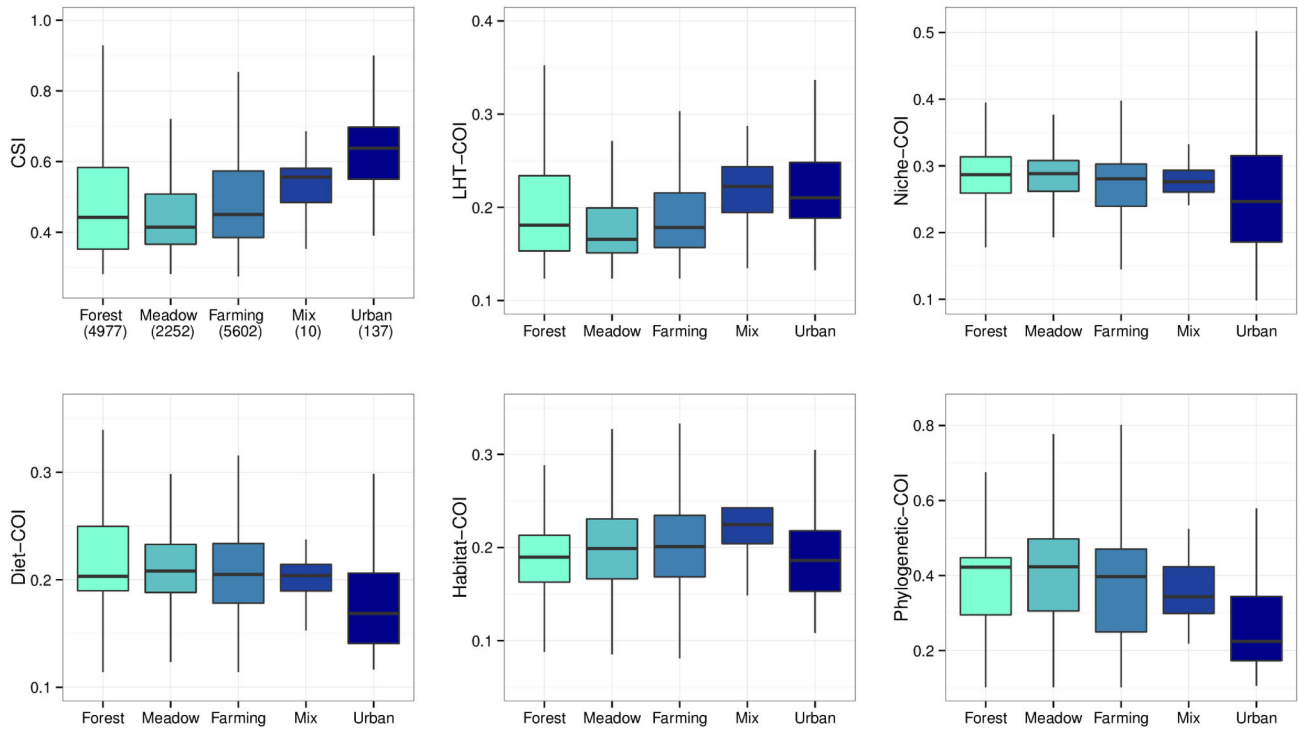 CSI
1.0
0.8
0.6
0.4
Forest Meadow Farming Mix Urban
(4977) (2252) (5602) (10) (137)
LHT−COI
0.4
0.3
0.2
0.1
Forest Meadow Farming Mix Urban
Niche−COI
0.5
0.4
0.3
0.2
0.1
Forest Meadow Farming Mix Urban
Diet−COI
0.3
0.2
0.1
Forest Meadow Farming Mix Urban
Habitat−COI
0.3
0.2
0.1
Forest Meadow Farming Mix Urban
Phylogenetic−COI
0.8
0.6
0.4
0.2
Forest Meadow Farming Mix Urban